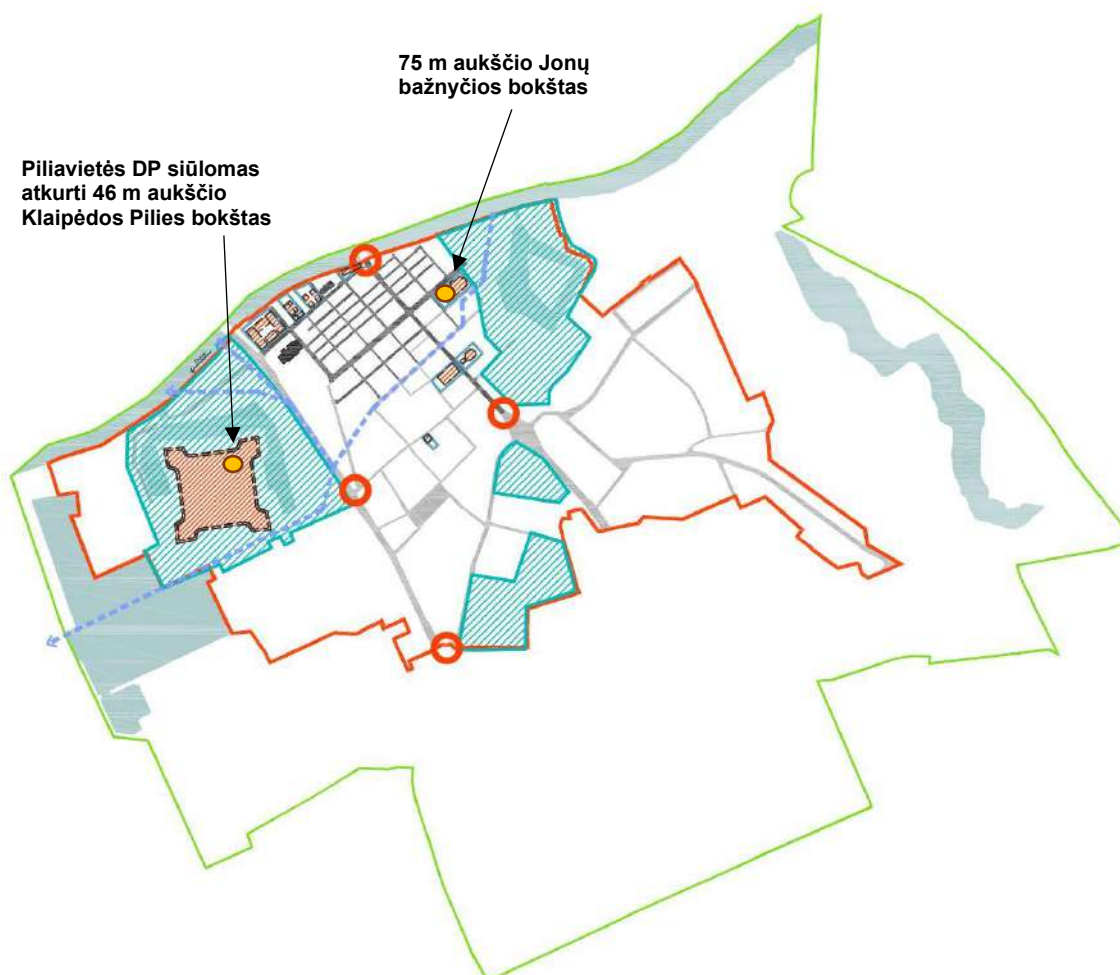 75 m aukščio Jonų
bažnyčios bokštas
Piliavietės DP siūlomas
atkurti 46 m aukščio
Klaipėdos Pilies bokštas